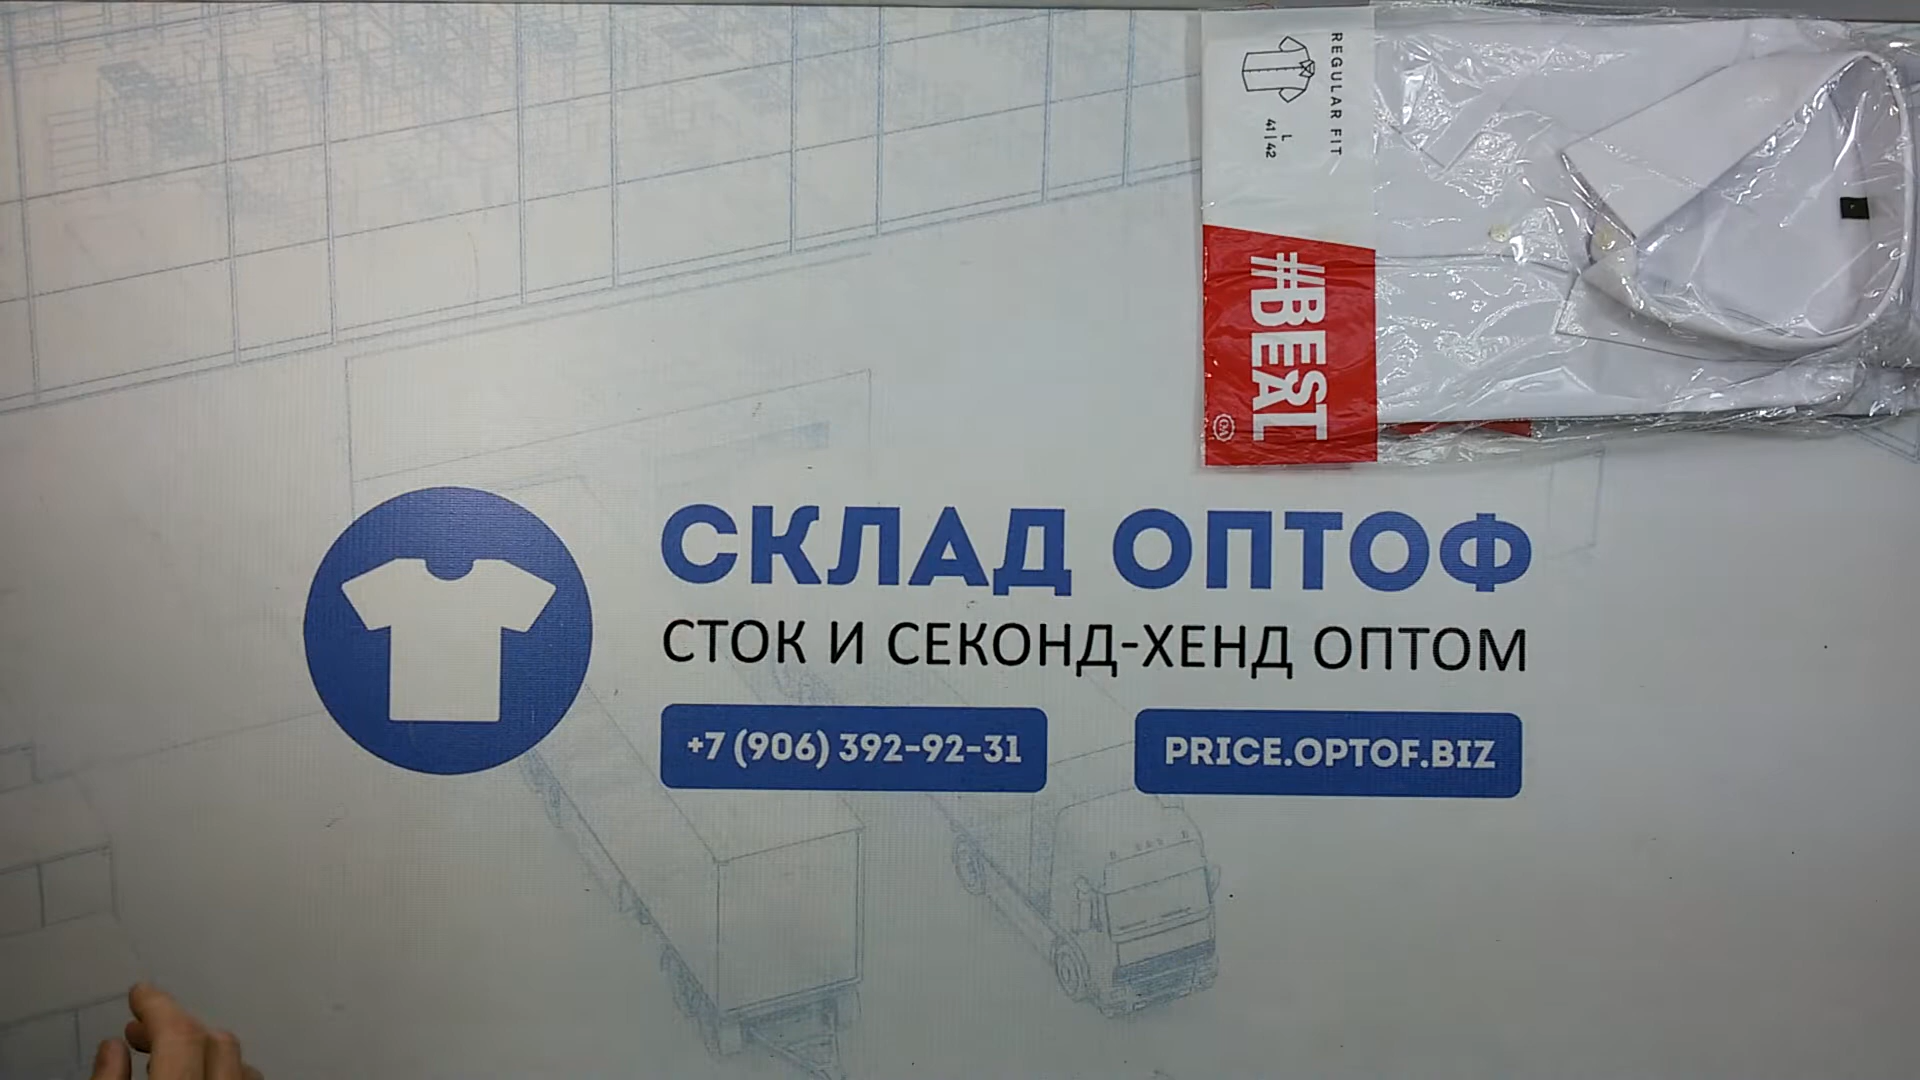 REGULAR FIT
L
41 | 42
#BEST
C&A
СКЛАД ОПТОФ
СТОК И СЕКОНД-ХЕНД ОПТОМ
+7 (906) 392-92-31
PRICE.OPTOF.BIZ